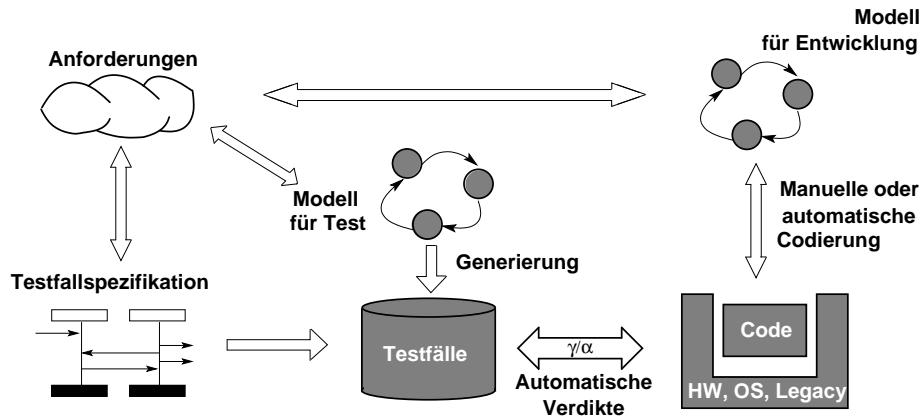 Modell
für Entwicklung
Anforderungen
Modell
für Test
Manuelle oder
automatische
Codierung
Testfallspezifikation
Generierung
Testfälle
γ/α
Automatische
Verdikte
Code
HW, OS, Legacy